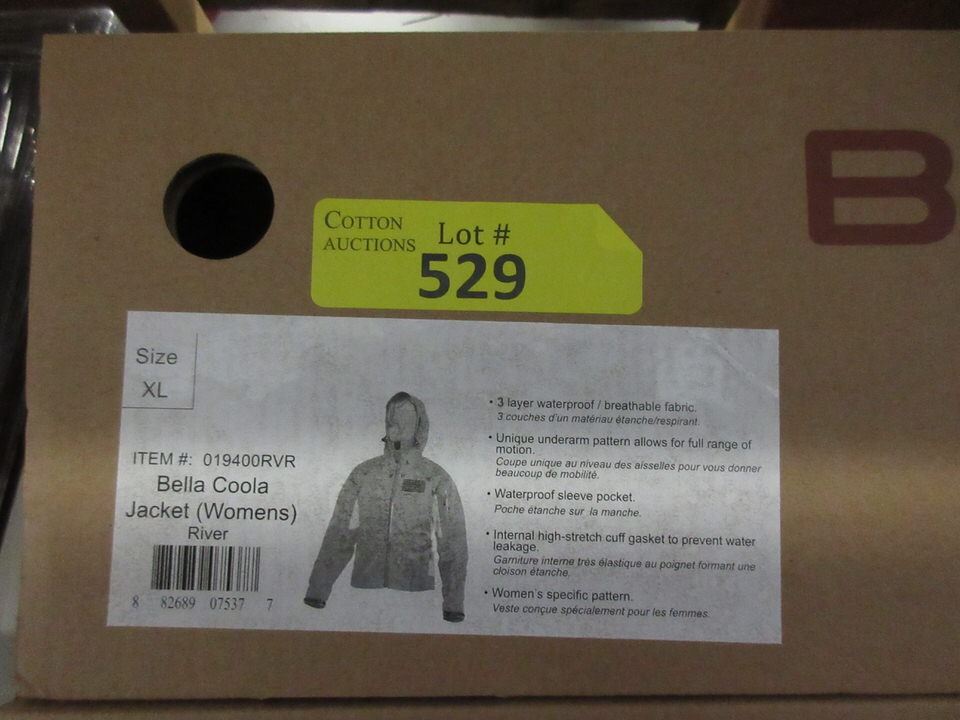 B
COTTON
AUCTIONS
Lot #
529
Size
XL
ITEM #: 019400RVR
Bella Coola
Jacket (Womens)
River
8 82689 07537 7
• 3 layer waterproof / breathable fabric.
3 couches d'un matériau étanche/respirant.
• Unique underarm pattern allows for full range of
motion.
Coupe unique au niveau des aisselles pour vous donner
beaucoup de mobilité.
• Waterproof sleeve pocket.
Poche étanche sur la manche.
• Internal high-stretch cuff gasket to prevent water
leakage.
Garniture interne très élastique au poignet formant une
cloison étanche.
• Women's specific pattern.
Veste conçue spécialement pour les femmes.